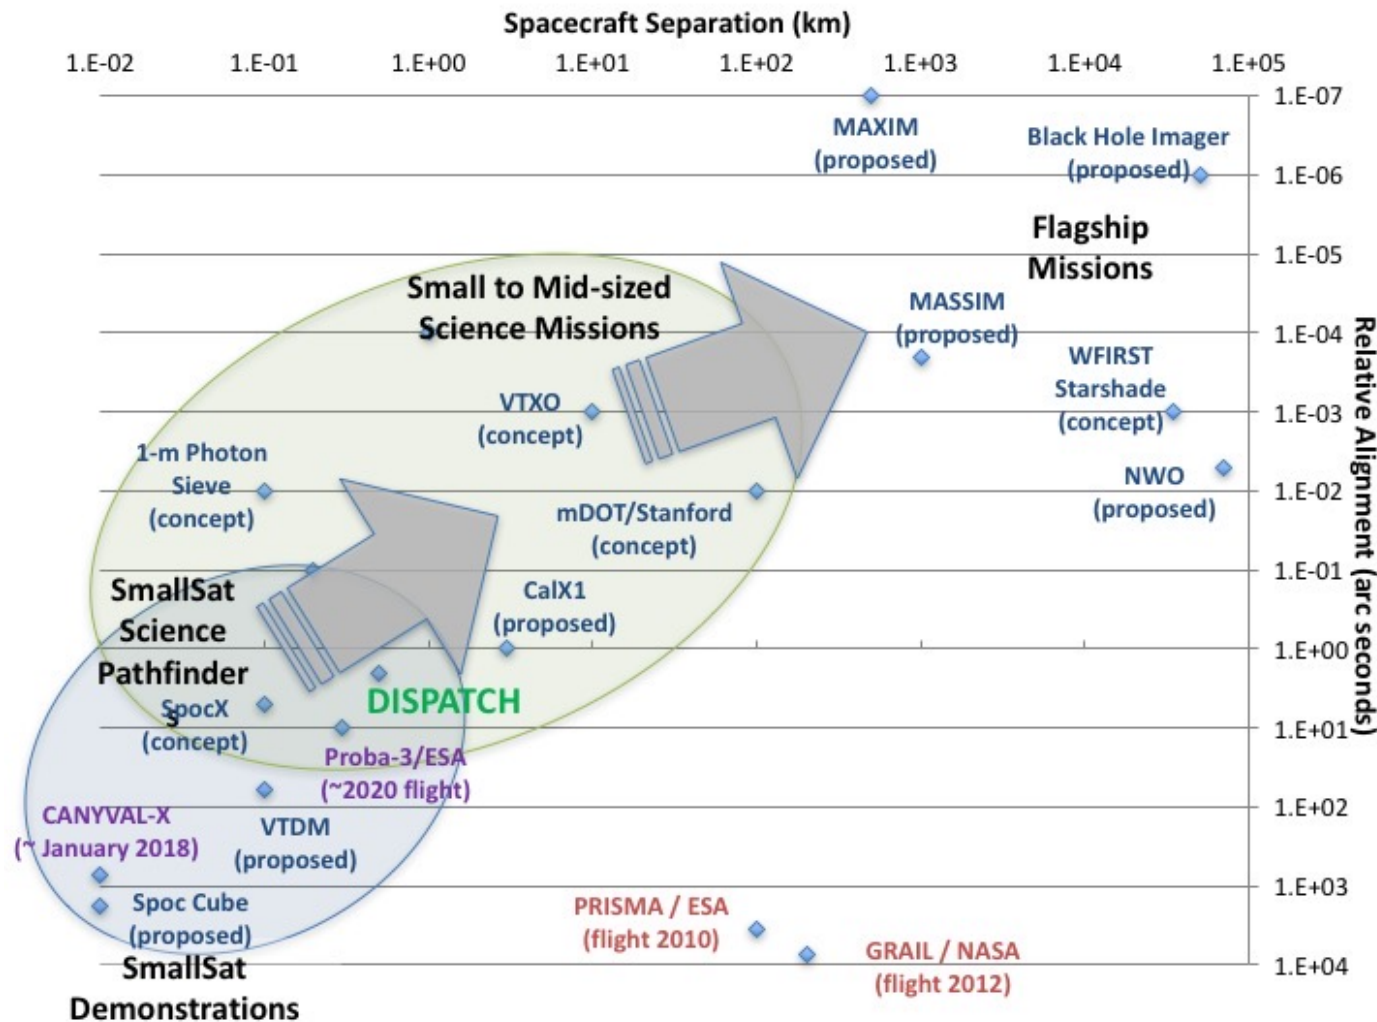 Spacecraft Separation (km)
1.E-02 1.E-01 1.E+00 1.E+01 1.E+02 1.E+03 1.E+04 1.E+05
1.E-07
MAXIM
(proposed)
Black Hole Imager
(proposed)
1.E-06
Flagship
Missions
1.E-05
Small to Mid-sized
Science Missions
MASSIM
(proposed)
1.E-04
WFIRST
Starshade
(concept)
VTXO
(concept)
1.E-03
1-m Photon
Sieve
(concept)
NWO
(proposed)
1.E-02
mDOT/Stanford
(concept)
1.E-01
SmallSat
Science
Pathfinder
s
CalX1
(proposed)
1.E+00
DISPATCH
SpocX
(concept)
1.E+01
Proba-3/ESA
(~2020 flight)
1.E+02
CANYVAL-X
(~ January 2018)
VTDM
(proposed)
1.E+03
Spoc Cube
(proposed)
PRISMA / ESA
(flight 2010)
GRAIL / NASA
(flight 2012)
1.E+04
SmallSat
Demonstrations
Relative Alignment (arc seconds)